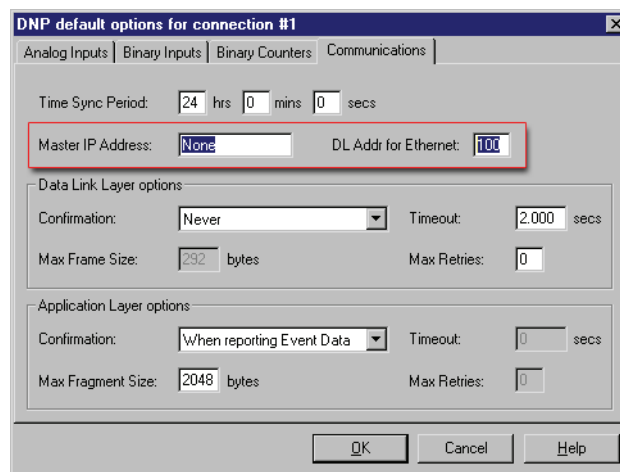 DNP default options for connection #1
Analog Inputs Binary Inputs Binary Counters Communications
Time Sync Period: 24 hrs 0 mins 0 secs
Master IP Address: None DL Addr for Ethernet: 100
Data Link Layer options
Confirmation: Never Timeout: 2.000 secs
Max Frame Size: 292 bytes Max Retries: 0
Application Layer options
Confirmation: When reporting Event Data Timeout: 0 secs
Max Fragment Size: 2048 bytes Max Retries: 0
OK Cancel Help